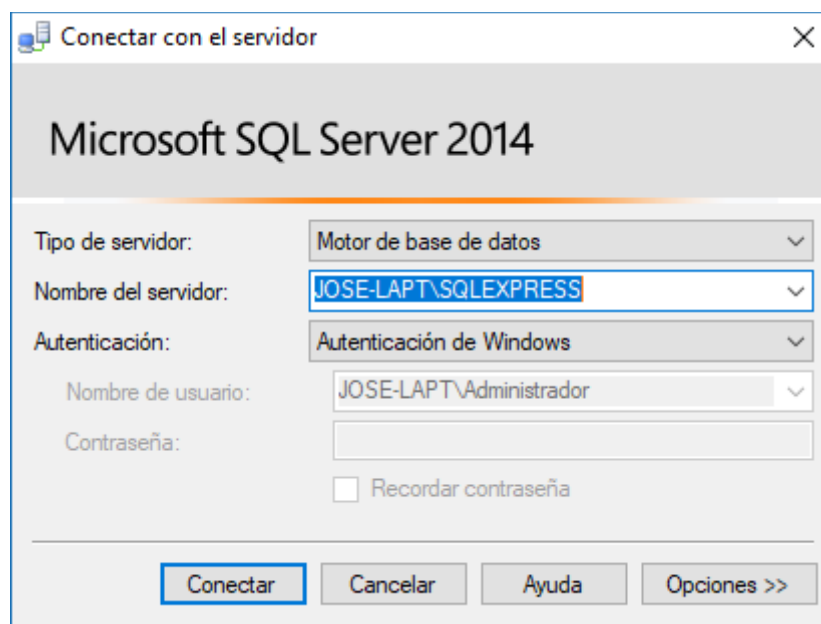 Conectar con el servidor
Microsoft SQL Server 2014
Tipo de servidor: Motor de base de datos
Nombre del servidor: JOSE-LAPT\SQLEXPRESS
Autenticación: Autenticación de Windows
Nombre de usuario: JOSE-LAPT\Administrador
Contraseña:
Recordar contraseña
Conectar Cancelar Ayuda Opciones >>